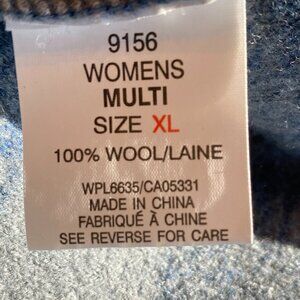 9156
WOMENS
MULTI
SIZE XL
100% WOOL/LAINE
WPL6635/CA05331
MADE IN CHINA
FABRIQUÉ À CHINE
SEE REVERSE FOR CARE